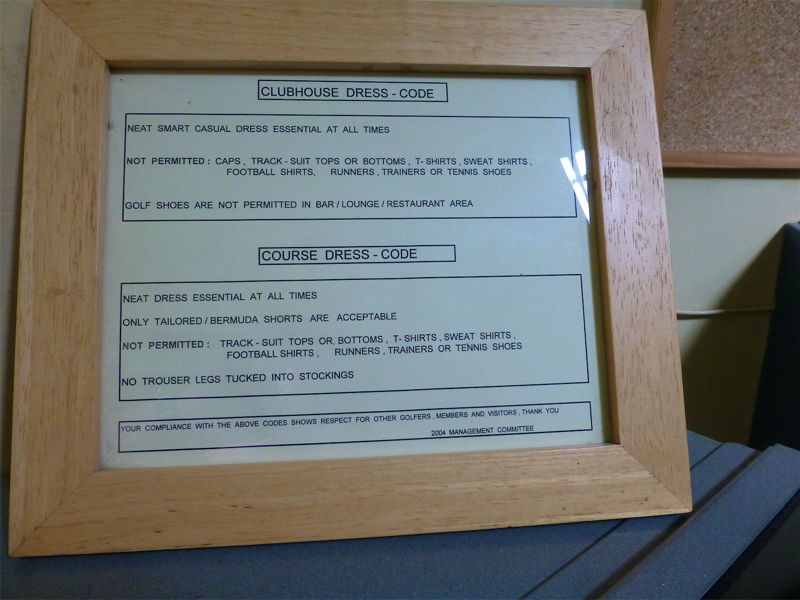 CLUBHOUSE DRESS - CODE
NEAT SMART CASUAL DRESS ESSENTIAL AT ALL TIMES
NOT PERMITTED : CAPS , TRACK - SUIT TOPS OR BOTTOMS , T- SHIRTS , SWEAT SHIRTS ,
FOOTBALL SHIRTS, RUNNERS , TRAINERS OR TENNIS SHOES
GOLF SHOES ARE NOT PERMITTED IN BAR / LOUNGE / RESTAURANT AREA
COURSE DRESS - CODE
NEAT DRESS ESSENTIAL AT ALL TIMES
ONLY TAILORED / BERMUDA SHORTS ARE ACCEPTABLE
NOT PERMITTED : TRACK - SUIT TOPS OR BOTTOMS , T- SHIRTS , SWEAT SHIRTS ,
FOOTBALL SHIRTS , RUNNERS , TRAINERS OR TENNIS SHOES
NO TROUSER LEGS TUCKED INTO STOCKINGS
YOUR COMPLIANCE WITH THE ABOVE CODES SHOWS RESPECT FOR OTHER GOLFERS , MEMBERS AND VISITORS , THANK YOU
2004 MANAGEMENT COMMITTEE